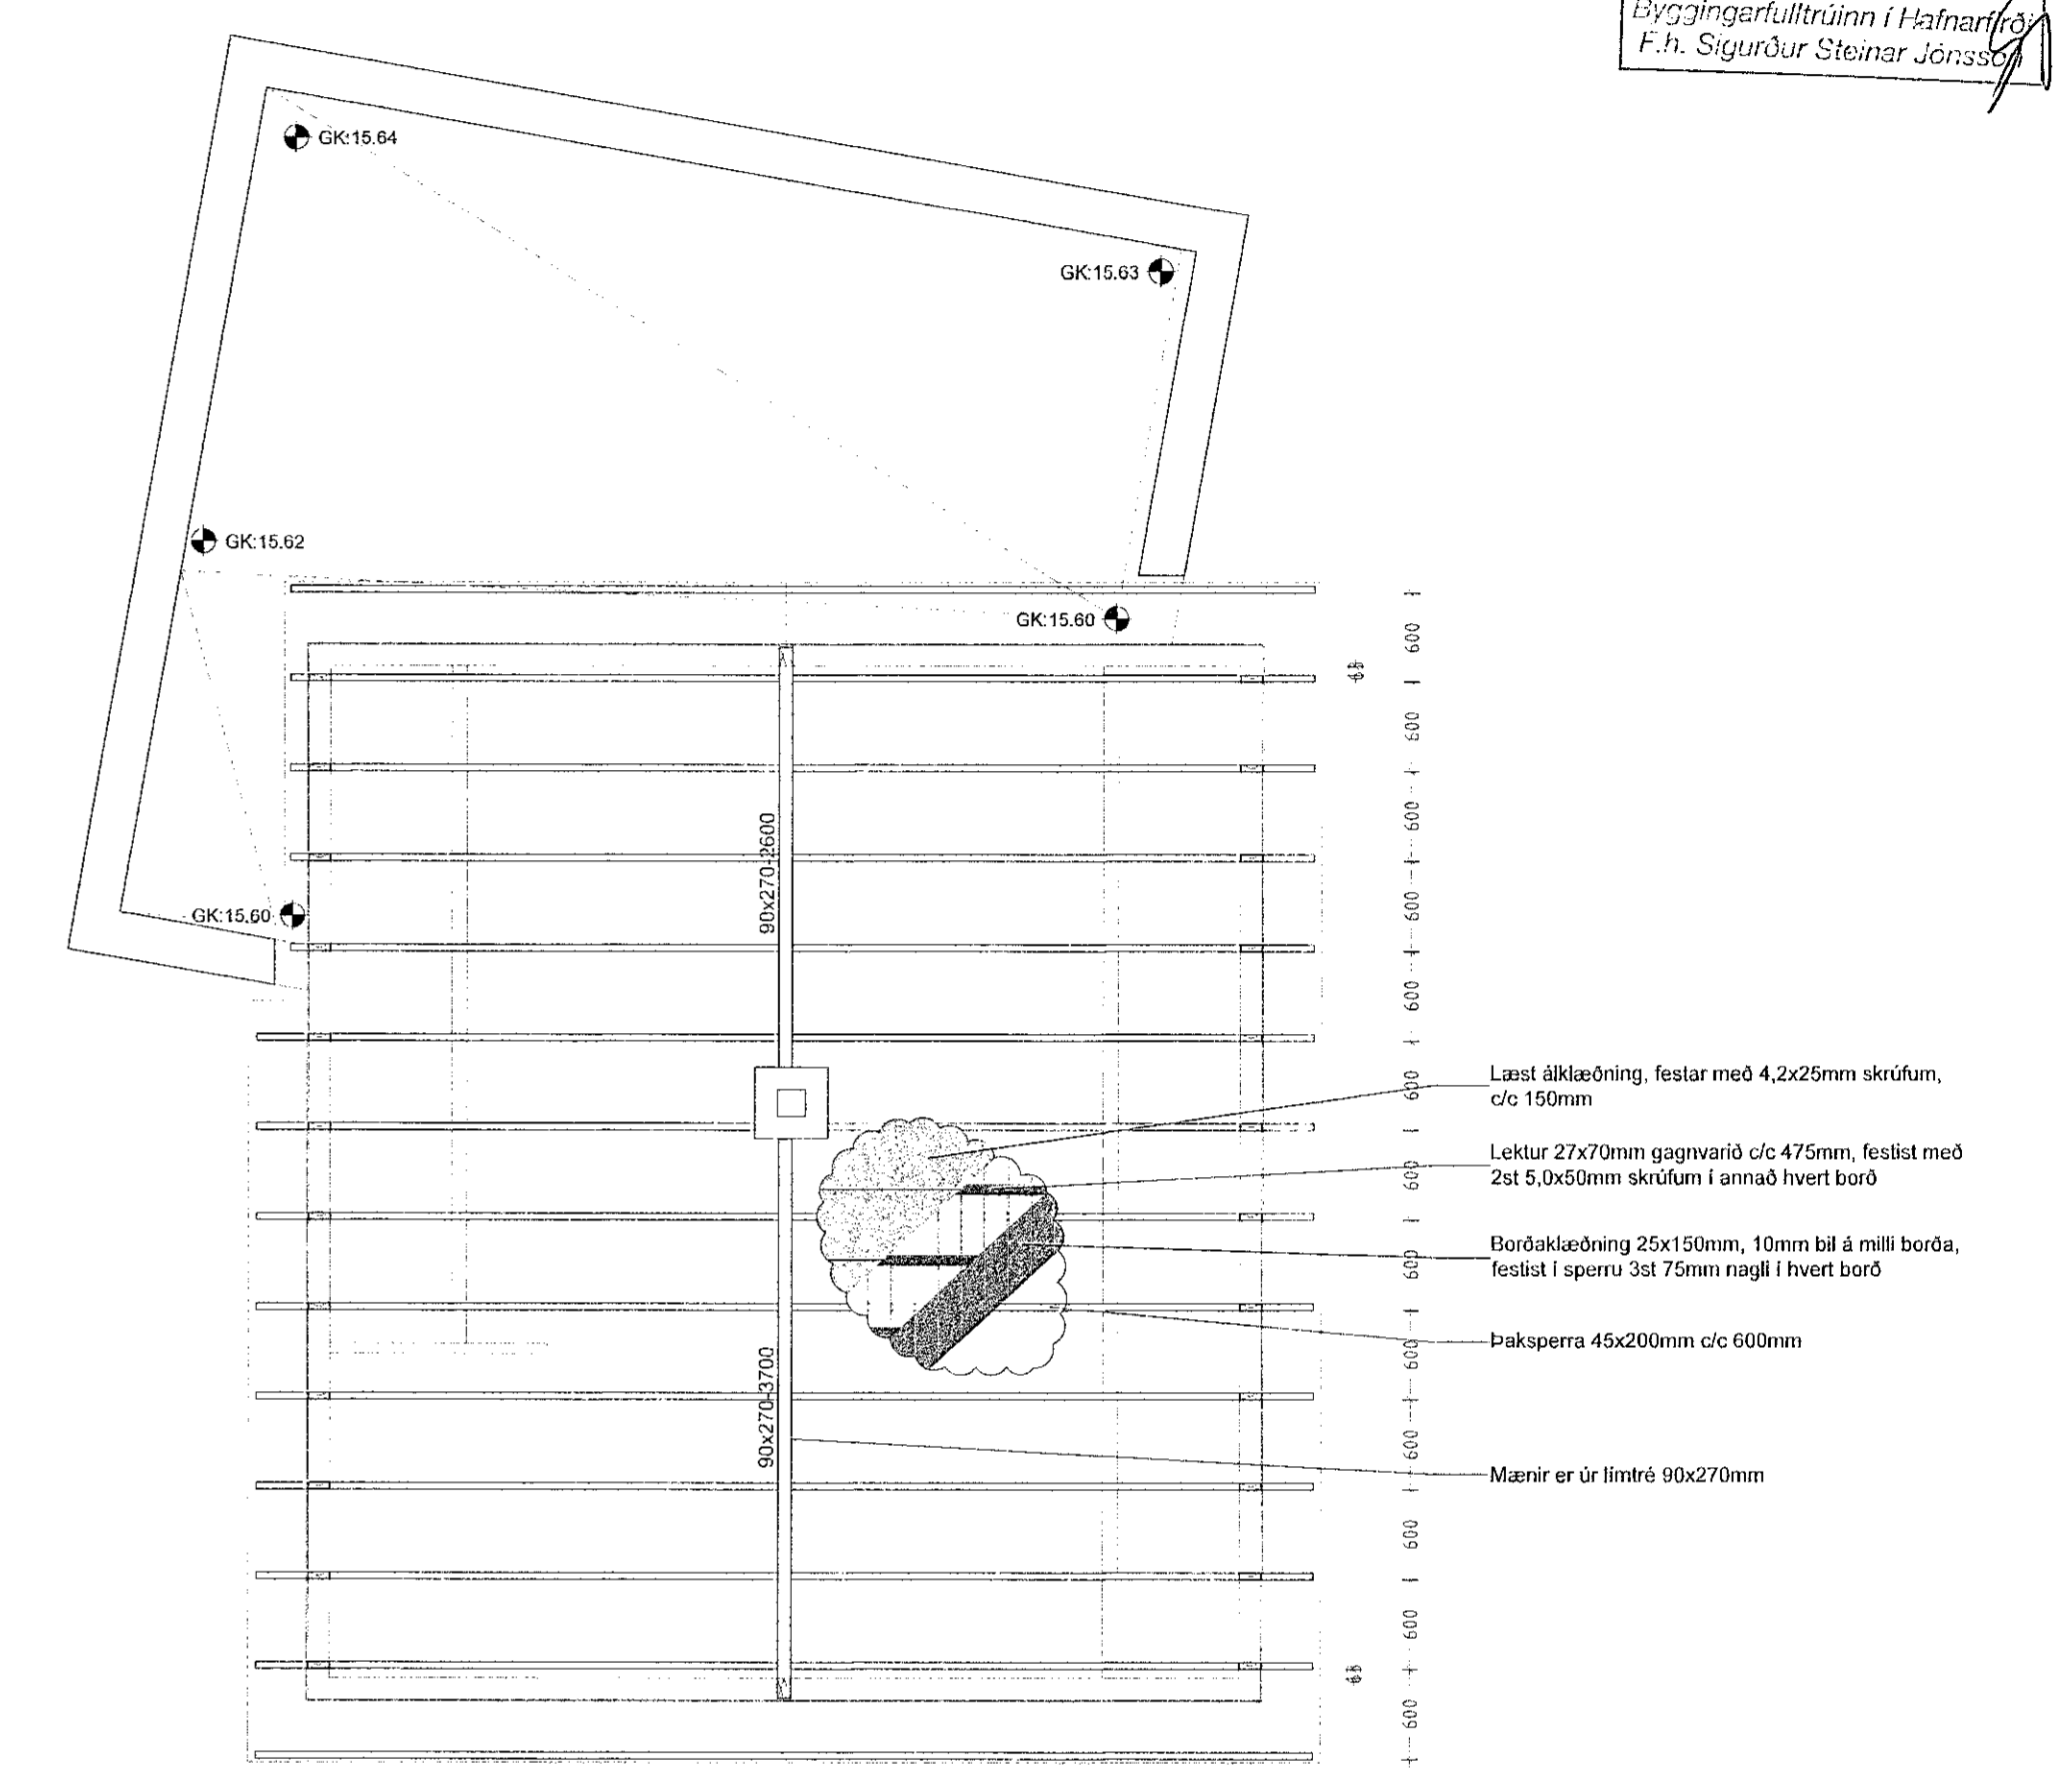 Byggingarfulltrúinn í Hafnarfirði
F.h. Sigurður Steinar Jónsson
GK:15.64
GK:15.63
GK:15.62
GK:15.60
GK:15.60
90x270-2600
90x270-3700
600
600
600
600
600
600
600
600
600
600
600
600
600
Læst álklæðning, festar með 4,2x25mm skrúfum,
c/c 150mm
Lektur 27x70mm gagnvarið c/c 475mm, festist með
2st 5,0x50mm skrúfum í annað hvert borð
Borðaklæðning 25x150mm, 10mm bil á milli borða,
festist í sperru 3st 75mm nagli í hvert borð
Þaksperra 45x200mm c/c 600mm
Mænir er úr límtré 90x270mm